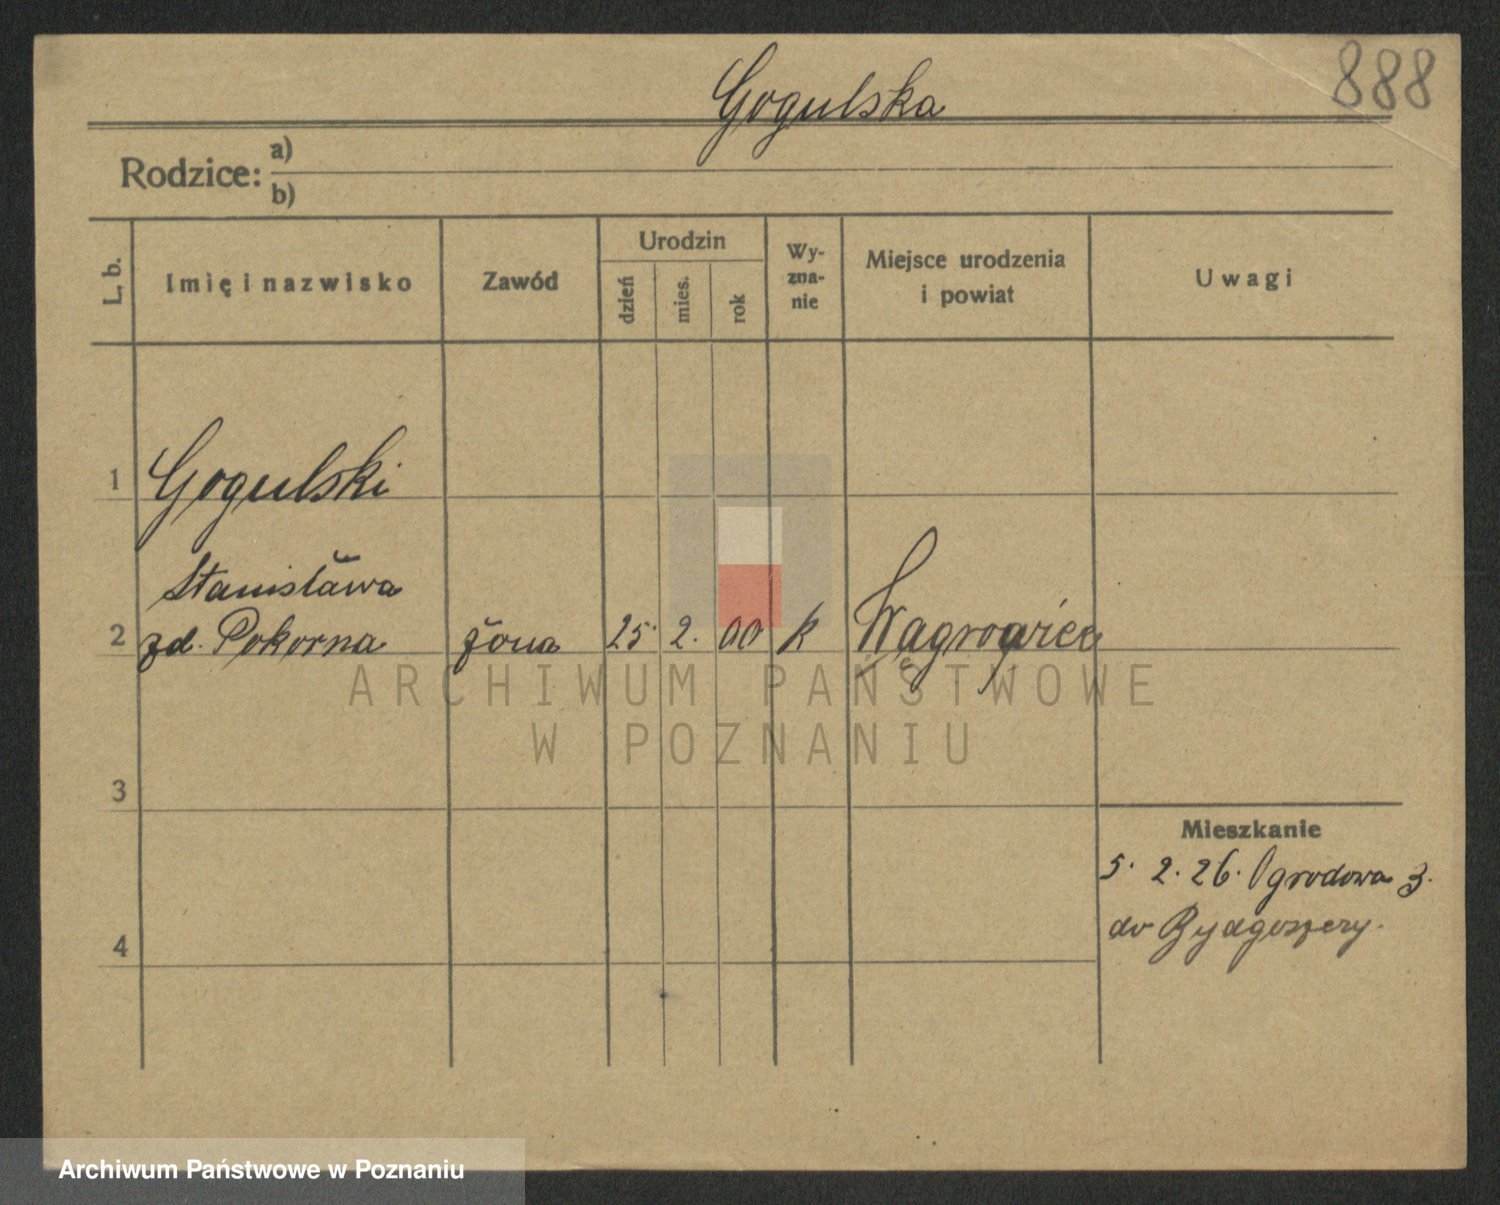 Gogulska
888
Rodzice: a)
b)
L. b.
Imię i nazwisko
Zawód
Urodzin
dzień
mies.
rok
Wy-
zna-
nie
Miejsce urodzenia
i powiat
Uwagi
1 Gogulski
Stanisława
2 zd. Pokorna żona 25. 2. 00 k Wągrowiec
3
4
Mieszkanie
5. 2. 26. Ogrodowa 3.
do Bydgoszczy.
ARCHIWUM PAŃSTWOWE
W POZNANIU
Archiwum Państwowe w Poznaniu